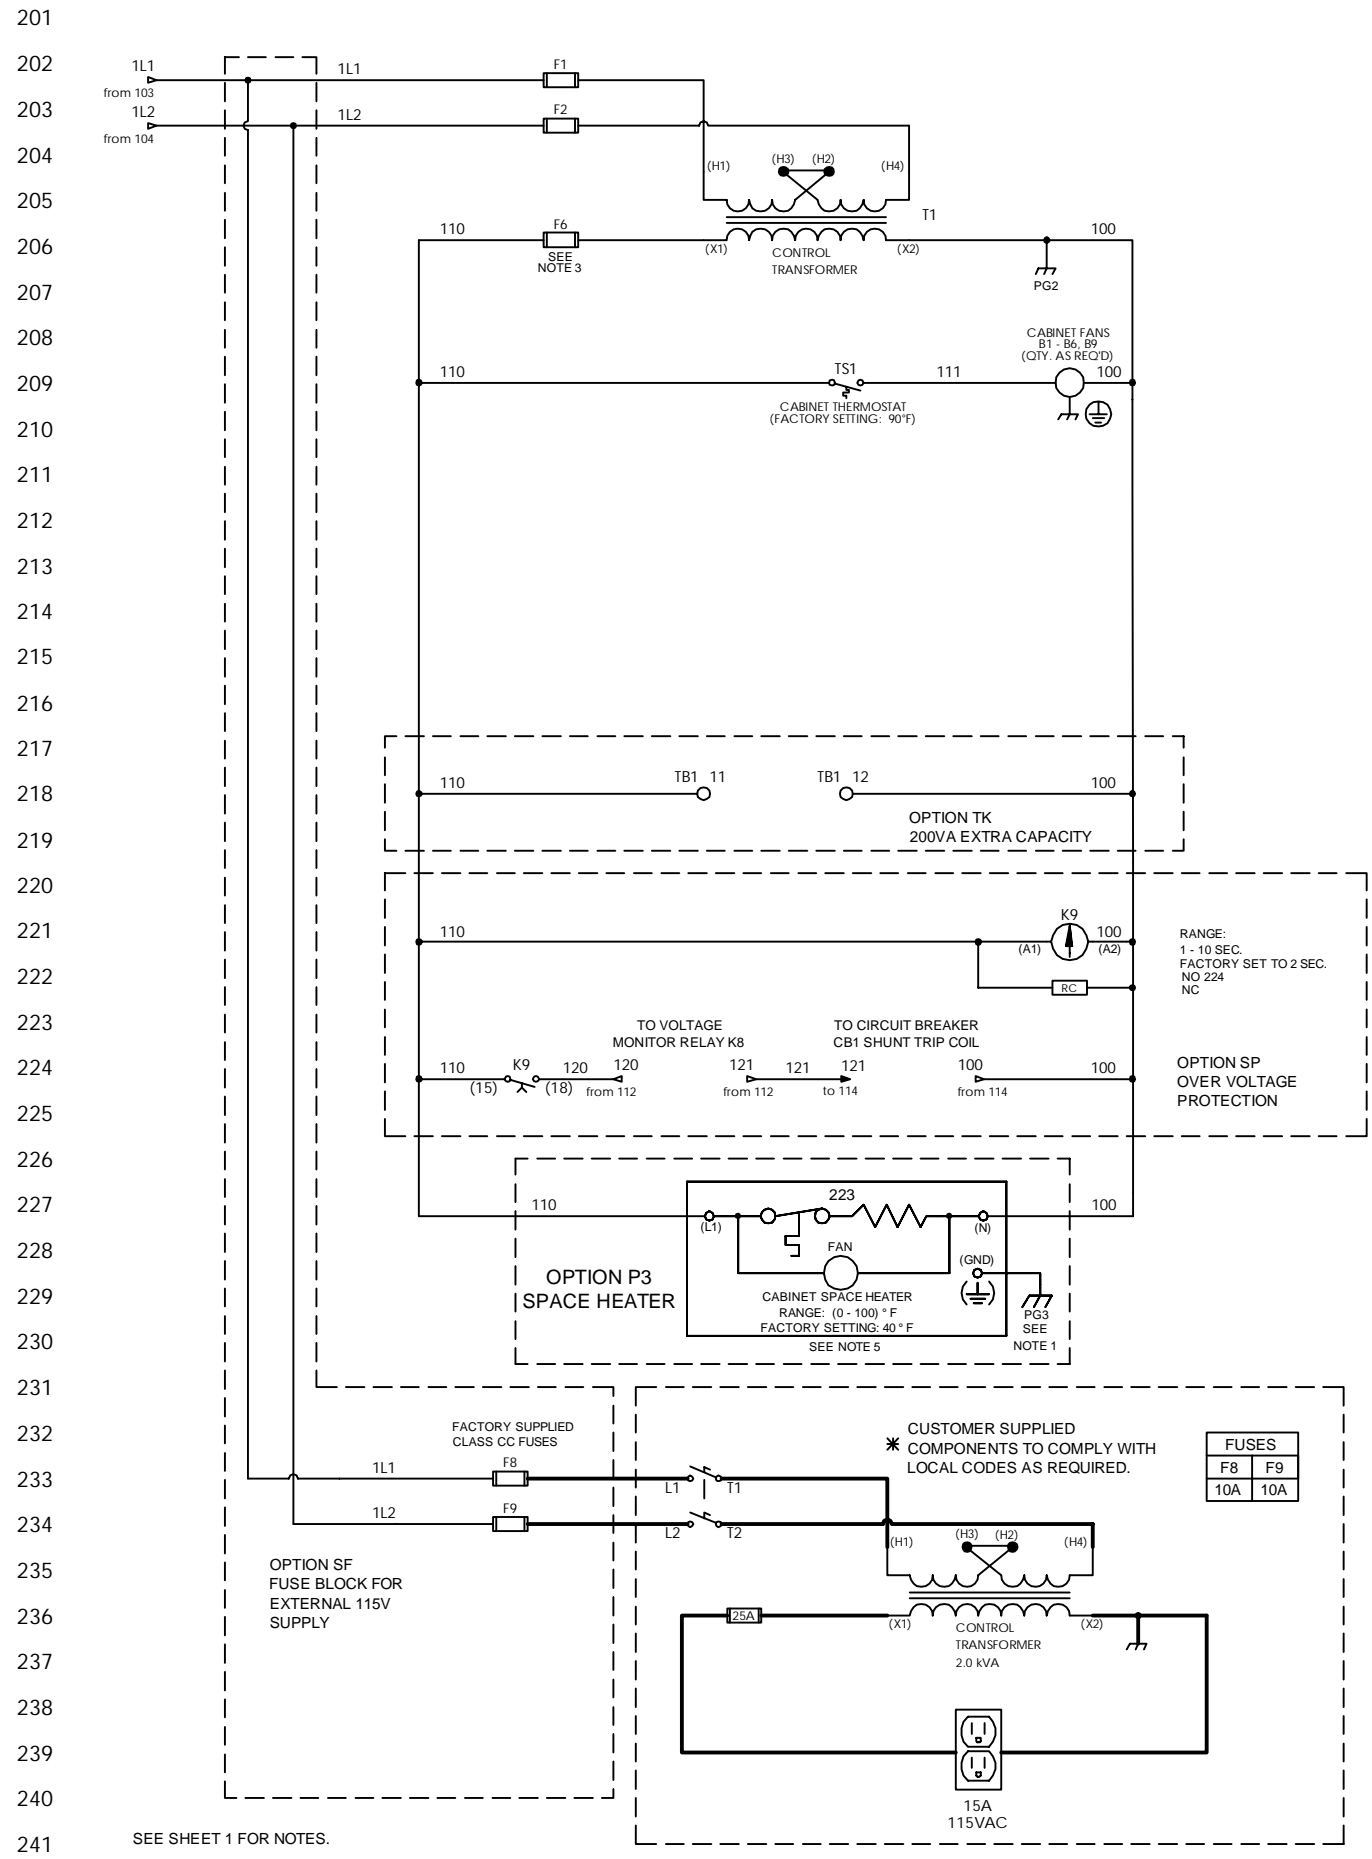 201
202
1L1
from 103
1L1
F1
203
1L2
from 104
1L2
F2
204
(H1)
(H3)
(H2)
(H4)
205
T1
206
110
F6
SEE
NOTE 3
(X1)
CONTROL
TRANSFORMER
(X2)
100
207
PG2
208
CABINET FANS
B1 - B6, B9
(QTY. AS REQ'D)
209
110
TS1
111
100
CABINET THERMOSTAT
(FACTORY SETTING: 90°F)
210
211
212
213
214
215
216
217
218
110
TB1 11
TB1 12
100
OPTION TK
200VA EXTRA CAPACITY
219
220
221
110
K9
(A1)
100
(A2)
RANGE:
1 - 10 SEC.
FACTORY SET TO 2 SEC.
NO 224
NC
222
RC
223
TO VOLTAGE
MONITOR RELAY K8
TO CIRCUIT BREAKER
CB1 SHUNT TRIP COIL
224
110
(15)
K9
(18)
120
120
from 112
121
from 112
121
121
to 114
100
from 114
100
OPTION SP
OVER VOLTAGE
PROTECTION
225
226
227
110
(L1)
223
(N)
100
228
FAN
(GND)
OPTION P3
SPACE HEATER
229
CABINET SPACE HEATER
RANGE: (0 - 100) ° F
FACTORY SETTING: 40 ° F
SEE NOTE 5
PG3
SEE
NOTE 1
230
231
232
FACTORY SUPPLIED
CLASS CC FUSES
CUSTOMER SUPPLIED
* COMPONENTS TO COMPLY WITH
LOCAL CODES AS REQUIRED.
FUSES
F8 F9
10A 10A
233
1L1
F8
L1
T1
234
1L2
F9
L2
T2
(H1)
(H3)
(H2)
(H4)
235
OPTION SF
FUSE BLOCK FOR
EXTERNAL 115V
SUPPLY
236
25A
(X1)
CONTROL
TRANSFORMER
2.0 kVA
(X2)
237
238
239
240
15A
115VAC
241
SEE SHEET 1 FOR NOTES.